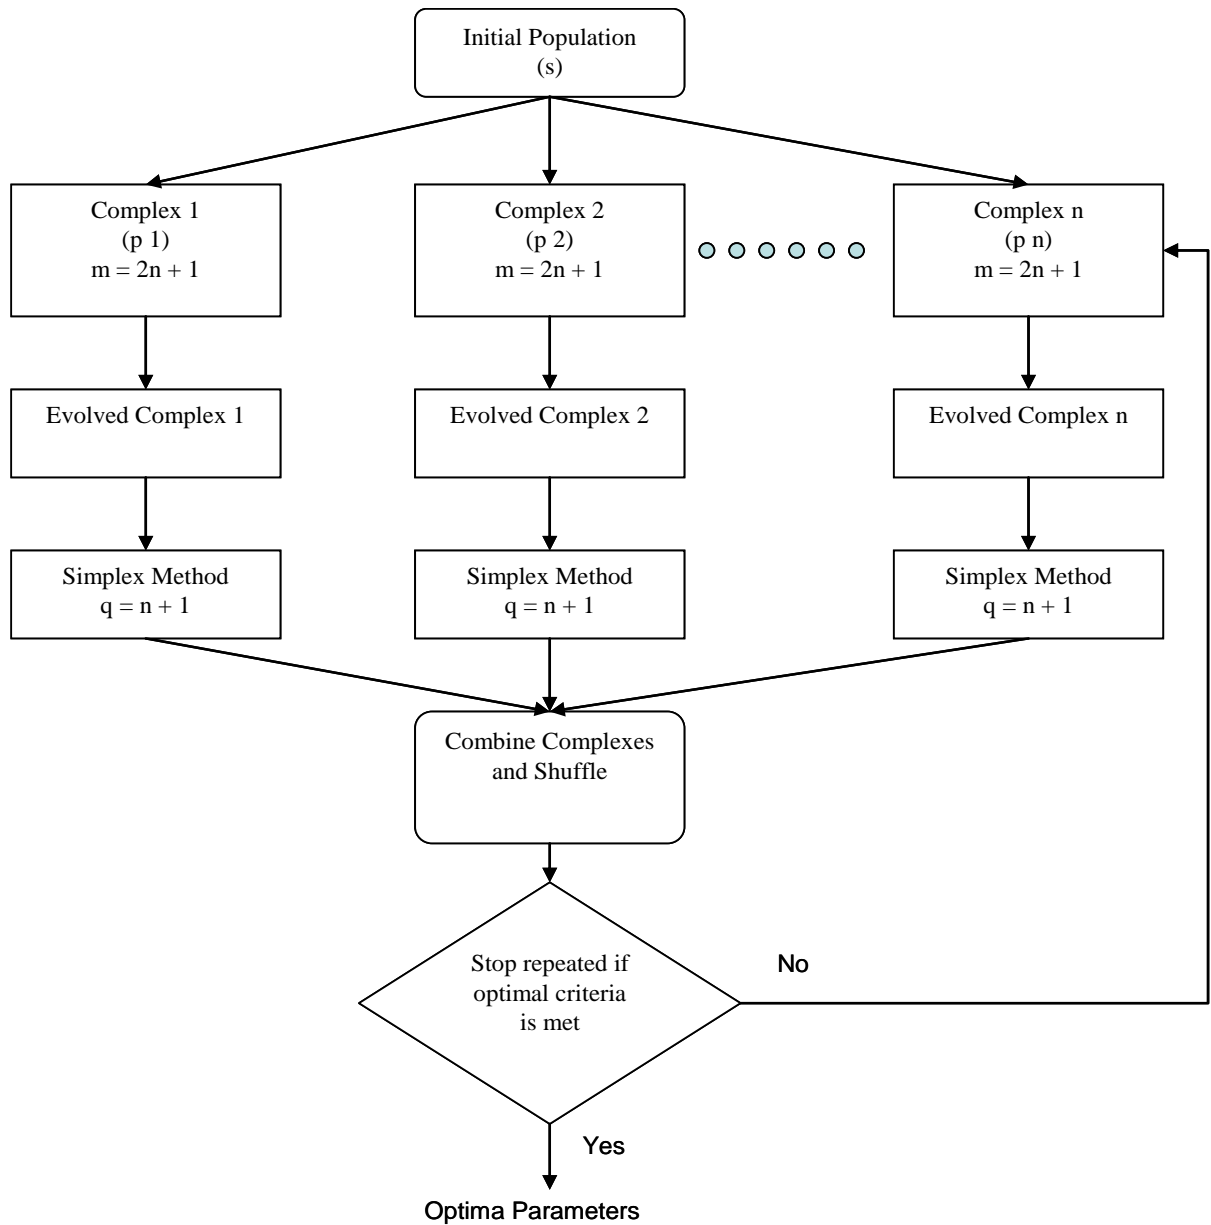 Initial Population
(s)
Complex 1
(p 1)
m = 2n + 1
Complex 2
(p 2)
m = 2n + 1
Complex n
(p n)
m = 2n + 1
Evolved Complex 1
Evolved Complex 2
Evolved Complex n
Simplex Method
q = n + 1
Simplex Method
q = n + 1
Simplex Method
q = n + 1
Combine Complexes
and Shuffle
Stop repeated if
optimal criteria
is met
No
Yes
Optima Parameters